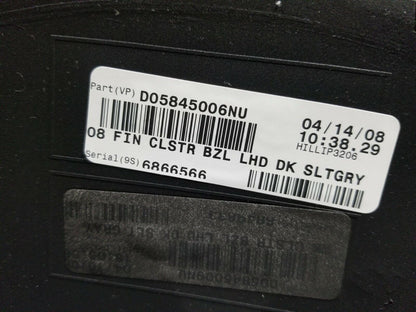 Part(VP) D05845006NU
04/14/08
10:38.29
HILLIP3206
08 FIN CLSTR BZL LHD DK SLTGRY
Serial(9S) 6866566